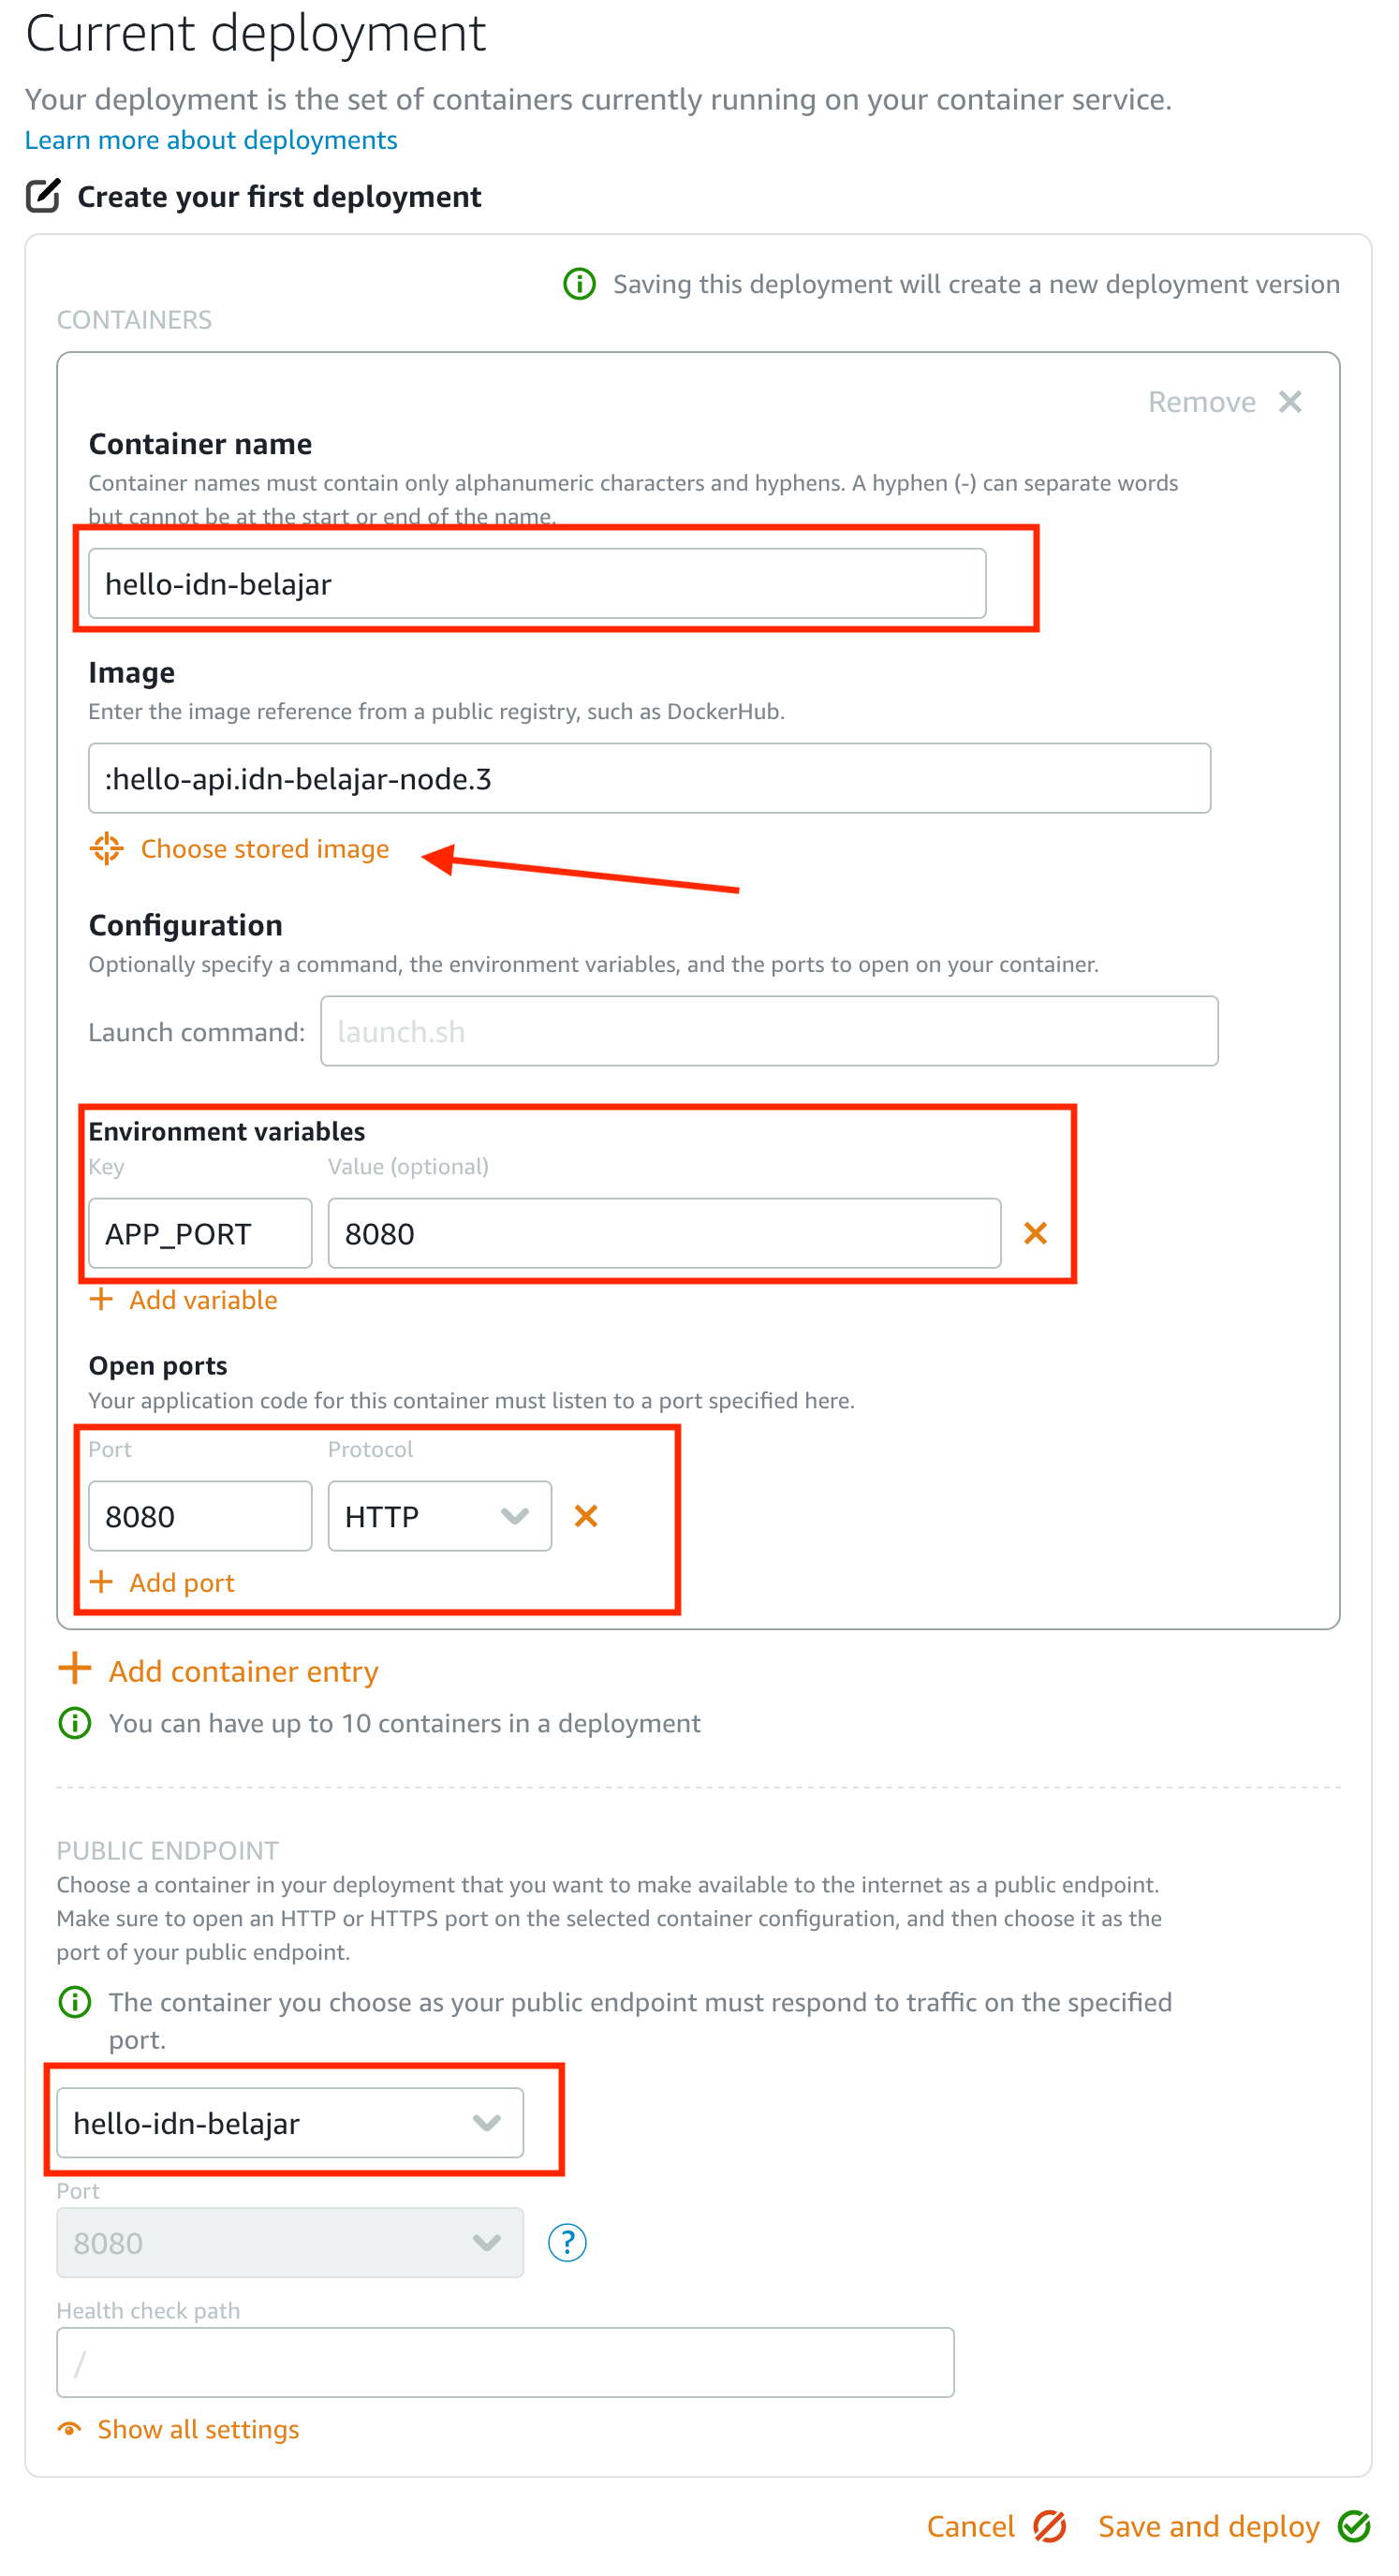 Current deployment
Your deployment is the set of containers currently running on your container service.
Learn more about deployments
Create your first deployment
Saving this deployment will create a new deployment version
CONTAINERS
Remove
Container name
Container names must contain only alphanumeric characters and hyphens. A hyphen (-) can separate words
but cannot be at the start or end of the name.
hello-idn-belajar
Image
Enter the image reference from a public registry, such as DockerHub.
:hello-api.idn-belajar-node.3
Choose stored image
Configuration
Optionally specify a command, the environment variables, and the ports to open on your container.
Launch command: launch.sh
Environment variables
Key Value (optional)
APP_PORT 8080
+ Add variable
Open ports
Your application code for this container must listen to a port specified here.
Port Protocol
8080 HTTP
+ Add port
+ Add container entry
You can have up to 10 containers in a deployment
PUBLIC ENDPOINT
Choose a container in your deployment that you want to make available to the internet as a public endpoint.
Make sure to open an HTTP or HTTPS port on the selected container configuration, and then choose it as the
port of your public endpoint.
The container you choose as your public endpoint must respond to traffic on the specified
port.
hello-idn-belajar
Port
8080 ?
Health check path
/
Show all settings
Cancel Save and deploy